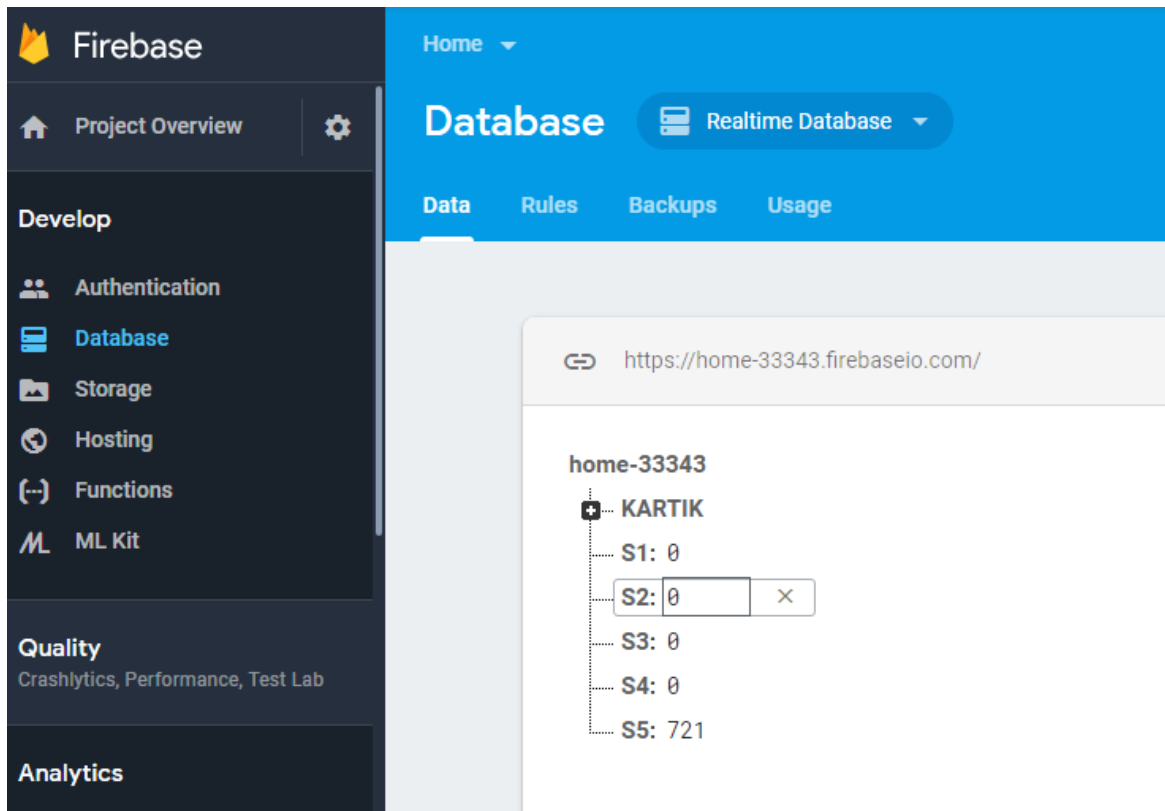 Firebase
Project Overview
Develop
Authentication
Database
Storage
Hosting
Functions
ML Kit
Quality
Crashlytics, Performance, Test Lab
Analytics
Home
Database
Realtime Database
Data Rules Backups Usage
https://home-33343.firebaseio.com/
home-33343
KARTIK
S1: 0
S2: 0
S3: 0
S4: 0
S5: 721